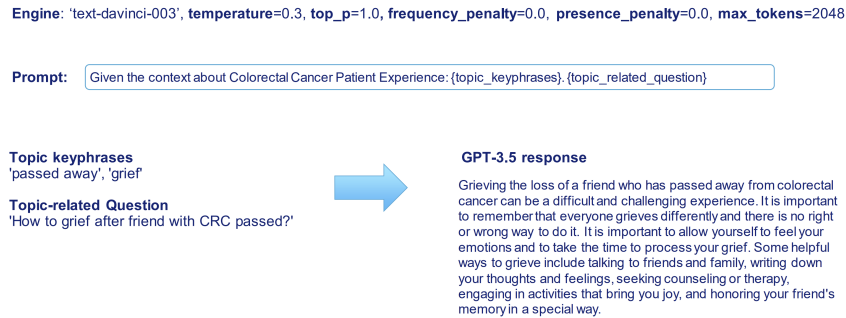 Engine: ‘text-davinci-003’, temperature=0.3, top_p=1.0, frequency_penalty=0.0, presence_penalty=0.0, max_tokens=2048
Prompt: Given the context about Colorectal Cancer Patient Experience: {topic_keyphrases}. {topic_related_question}
Topic keyphrases
'passed away', 'grief'
Topic-related Question
'How to grief after friend with CRC passed?'
GPT-3.5 response
Grieving the loss of a friend who has passed away from colorectal
cancer can be a difficult and challenging experience. It is important
to remember that everyone grieves differently and there is no right
or wrong way to do it. It is important to allow yourself to feel your
emotions and to take the time to process your grief. Some helpful
ways to grieve include talking to friends and family, writing down
your thoughts and feelings, seeking counseling or therapy,
engaging in activities that bring you joy, and honoring your friend's
memory in a special way.